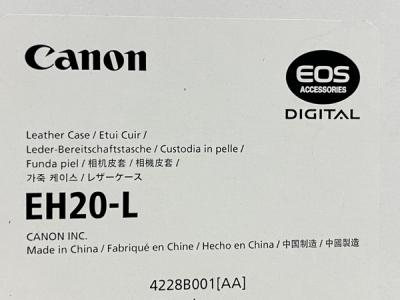 Canon
EOS
ACCESSORIES
DIGITAL
Leather Case / Etui Cuir /
Leder-Bereitschaftstasche / Custodia in pelle /
Funda piel / 相机皮套 / 相機皮套 /
가죽 케이스 / レザーケース
EH20-L
CANON INC.
Made in China / Fabriqué en Chine / Hecho en China / 中国制造 / 中國製造
4228B001[AA]